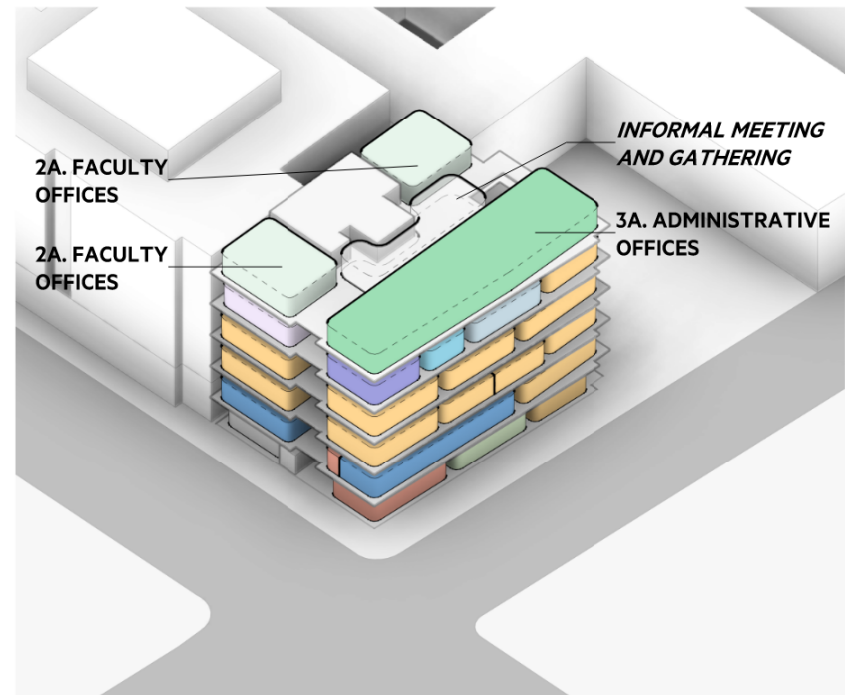 INFORMAL MEETING
AND GATHERING
2A. FACULTY
OFFICES
3A. ADMINISTRATIVE
OFFICES
2A. FACULTY
OFFICES